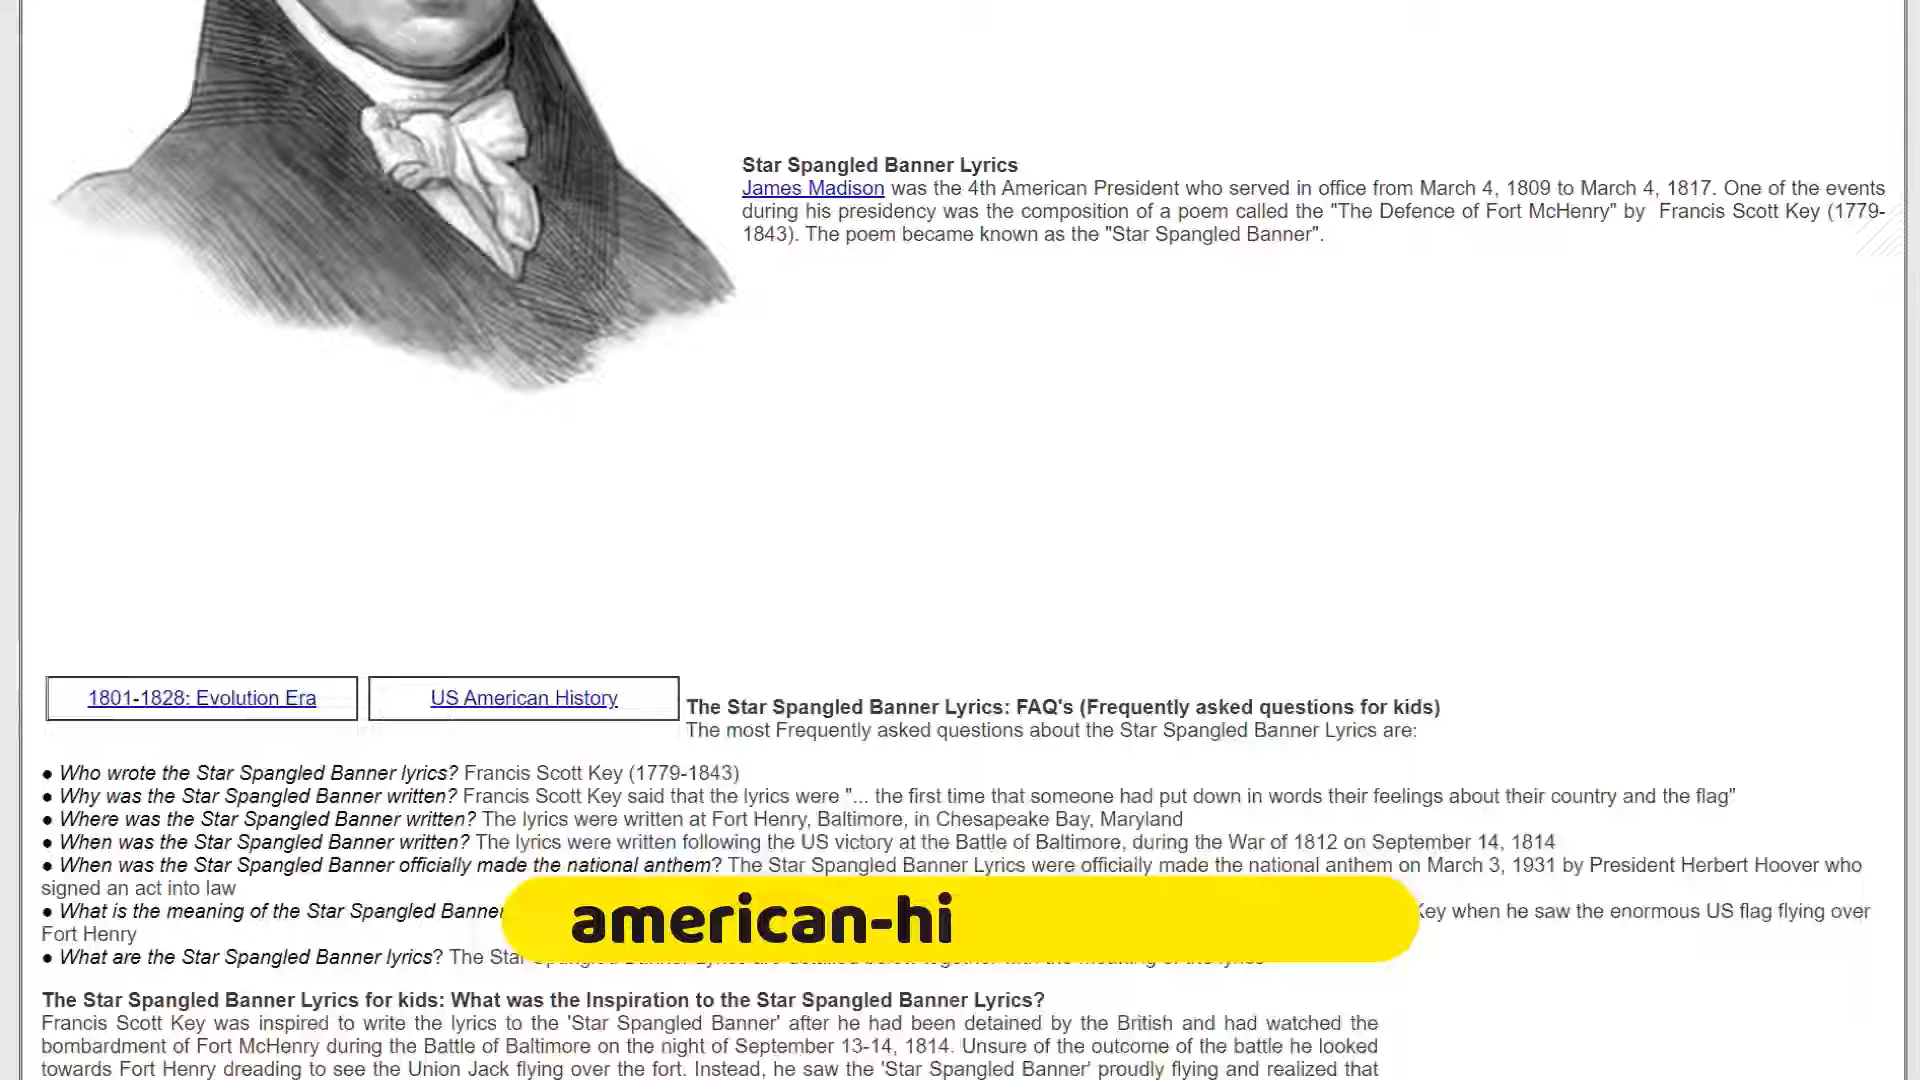 Star Spangled Banner Lyrics
James Madison was the 4th American President who served in office from March 4, 1809 to March 4, 1817. One of the events
during his presidency was the composition of a poem called the "The Defence of Fort McHenry" by Francis Scott Key (1779-
1843). The poem became known as the "Star Spangled Banner".
1801-1828: Evolution Era
US American History
The Star Spangled Banner Lyrics: FAQ's (Frequently asked questions for kids)
The most Frequently asked questions about the Star Spangled Banner Lyrics are:
● Who wrote the Star Spangled Banner lyrics? Francis Scott Key (1779-1843)
● Why was the Star Spangled Banner written? Francis Scott Key said that the lyrics were "... the first time that someone had put down in words their feelings about their country and the flag"
● Where was the Star Spangled Banner written? The lyrics were written at Fort Henry, Baltimore, in Chesapeake Bay, Maryland
● When was the Star Spangled Banner written? The lyrics were written following the US victory at the Battle of Baltimore, during the War of 1812 on September 14, 1814
● When was the Star Spangled Banner officially made the national anthem? The Star Spangled Banner Lyrics were officially made the national anthem on March 3, 1931 by President Herbert Hoover who
signed an act into law
● What is the meaning of the Star Spangled Banner Key when he saw the enormous US flag flying over
Fort Henry
american-hi
● What are the Star Spangled Banner lyrics? The Star
The Star Spangled Banner Lyrics for kids: What was the Inspiration to the Star Spangled Banner Lyrics?
Francis Scott Key was inspired to write the lyrics to the 'Star Spangled Banner' after he had been detained by the British and had watched the
bombardment of Fort McHenry during the Battle of Baltimore on the night of September 13-14, 1814. Unsure of the outcome of the battle he looked
towards Fort Henry dreading to see the Union Jack flying over the fort. Instead, he saw the 'Star Spangled Banner' proudly flying and realized that